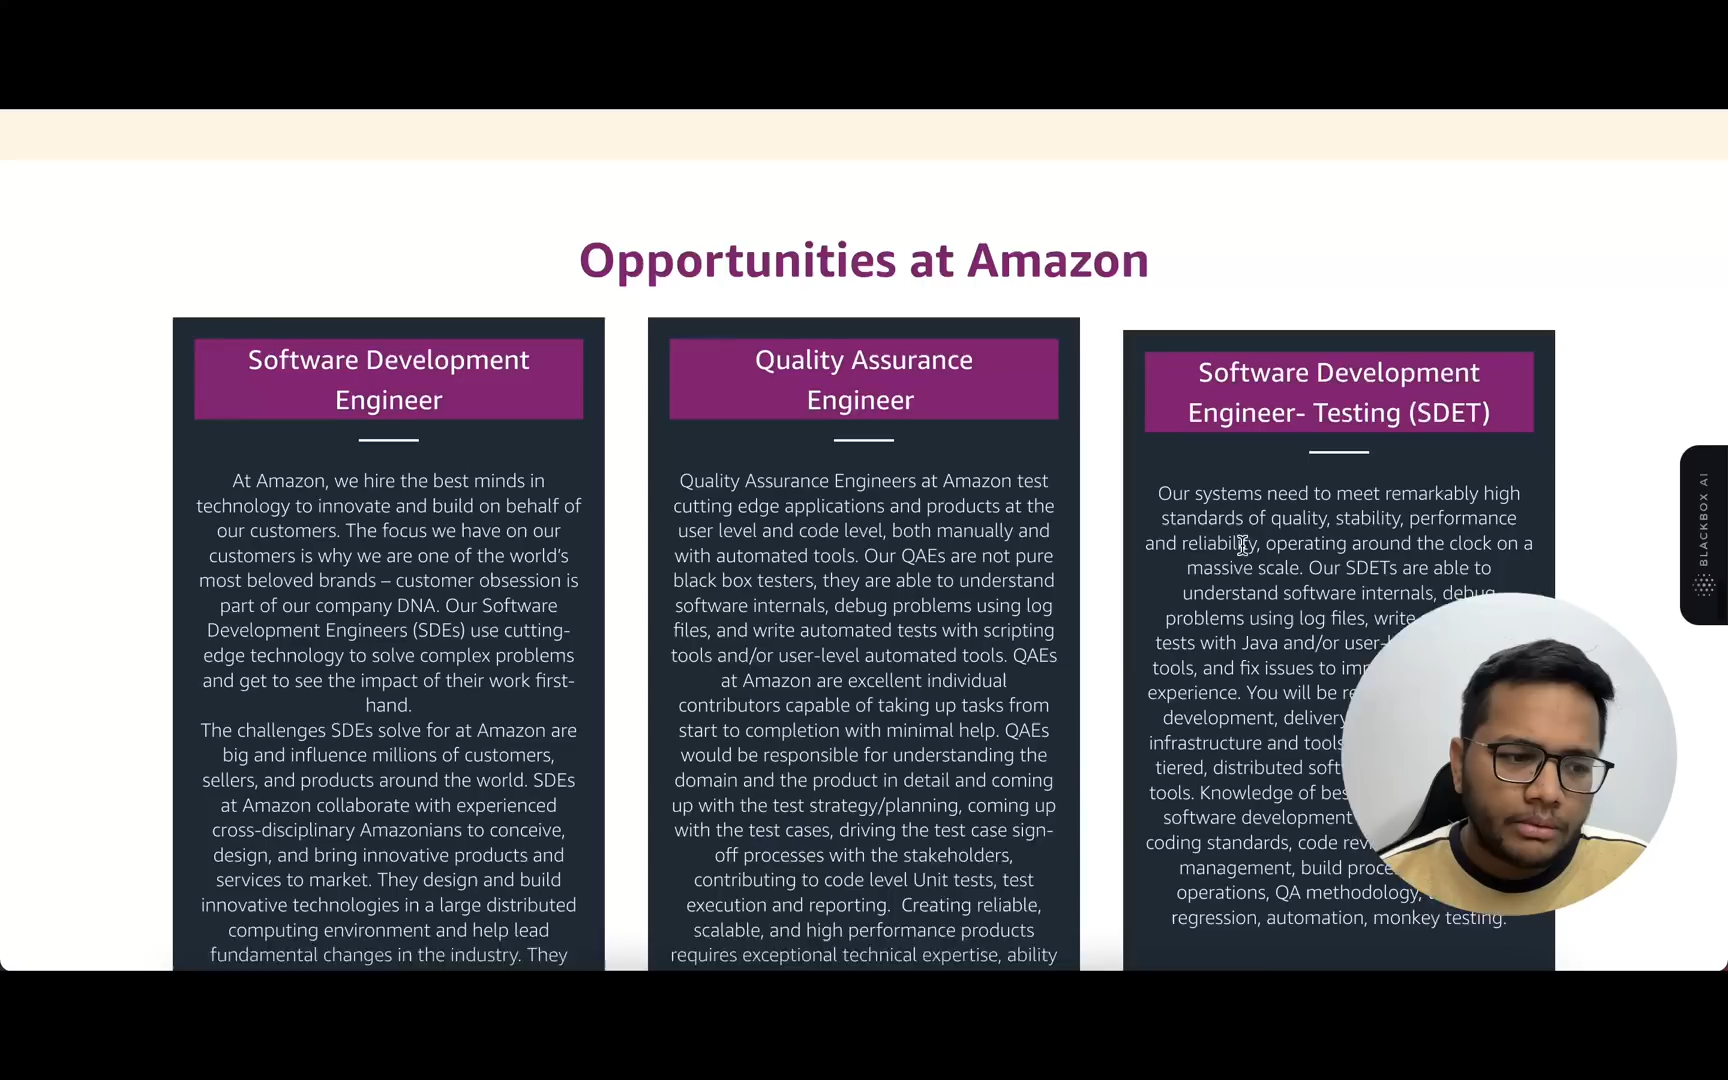 Opportunities at Amazon
Software Development
Engineer
At Amazon, we hire the best minds in
technology to innovate and build on behalf of
our customers. The focus we have on our
customers is why we are one of the world’s
most beloved brands – customer obsession is
part of our company DNA. Our Software
Development Engineers (SDEs) use cutting-
edge technology to solve complex problems
and get to see the impact of their work first-
hand.
The challenges SDEs solve for at Amazon are
big and influence millions of customers,
sellers, and products around the world. SDEs
at Amazon collaborate with experienced
cross-disciplinary Amazonians to conceive,
design, and bring innovative products and
services to market. They design and build
innovative technologies in a large distributed
computing environment and help lead
fundamental changes in the industry. They
Quality Assurance
Engineer
Quality Assurance Engineers at Amazon test
cutting edge applications and products at the
user level and code level, both manually and
with automated tools. Our QAEs are not pure
black box testers, they are able to understand
software internals, debug problems using log
files, and write automated tests with scripting
tools and/or user-level automated tools. QAEs
at Amazon are excellent individual
contributors capable of taking up tasks from
start to completion with minimal help. QAEs
would be responsible for understanding the
domain and the product in detail and coming
up with the test strategy/planning, coming up
with the test cases, driving the test case sign-
off processes with the stakeholders,
contributing to code level Unit tests, test
execution and reporting. Creating reliable,
scalable, and high performance products
requires exceptional technical expertise, ability
Software Development
Engineer- Testing (SDET)
Our systems need to meet remarkably high
standards of quality, stability, performance
and reliability, operating around the clock on a
massive scale. Our SDETs are able to
understand software internals, debug
problems using log files, write
tests with Java and/or
tools, and fix issues to
experience. You will be
development, delivery
infrastructure and tools
tiered, distributed
tools. Knowledge of
software development
coding standards, code
management, build
operations, QA methodology,
regression, automation, monkey testing.
BLACKBOX AI